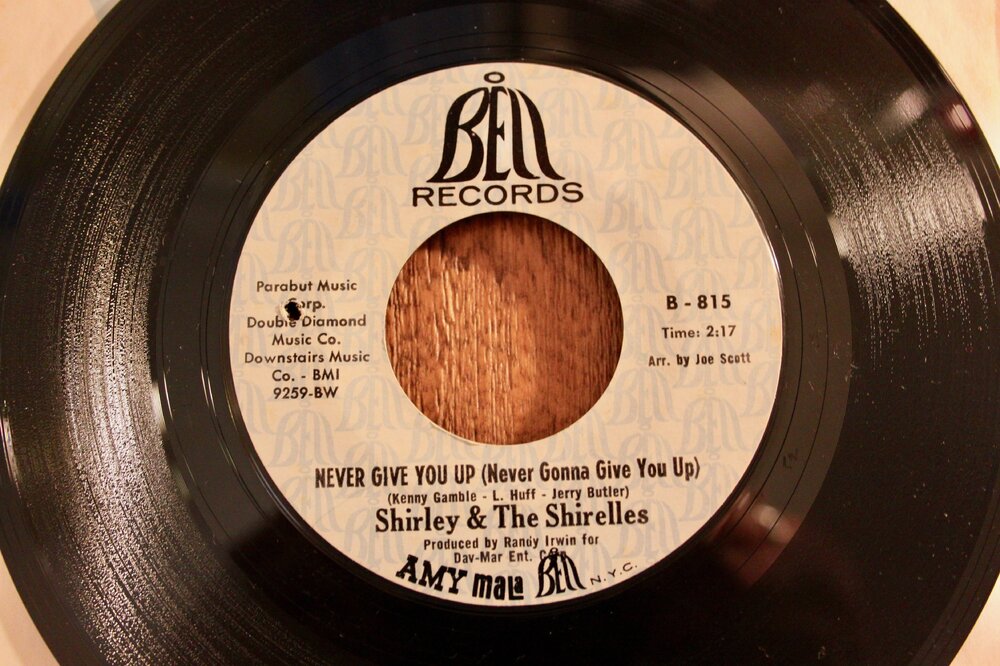 Bell
RECORDS
Parabut Music
Corp.
Double Diamond
Music Co.
Downstairs Music
Co. - BMI
9259-BW
B - 815
Time: 2:17
Arr. by Joe Scott
NEVER GIVE YOU UP (Never Gonna Give You Up)
(Kenny Gamble - L. Huff - Jerry Butler)
Shirley & The Shirelles
Produced by Randy Irwin for
Dav-Mar Ent. Corp.
AMY mala Bell N.Y.C.